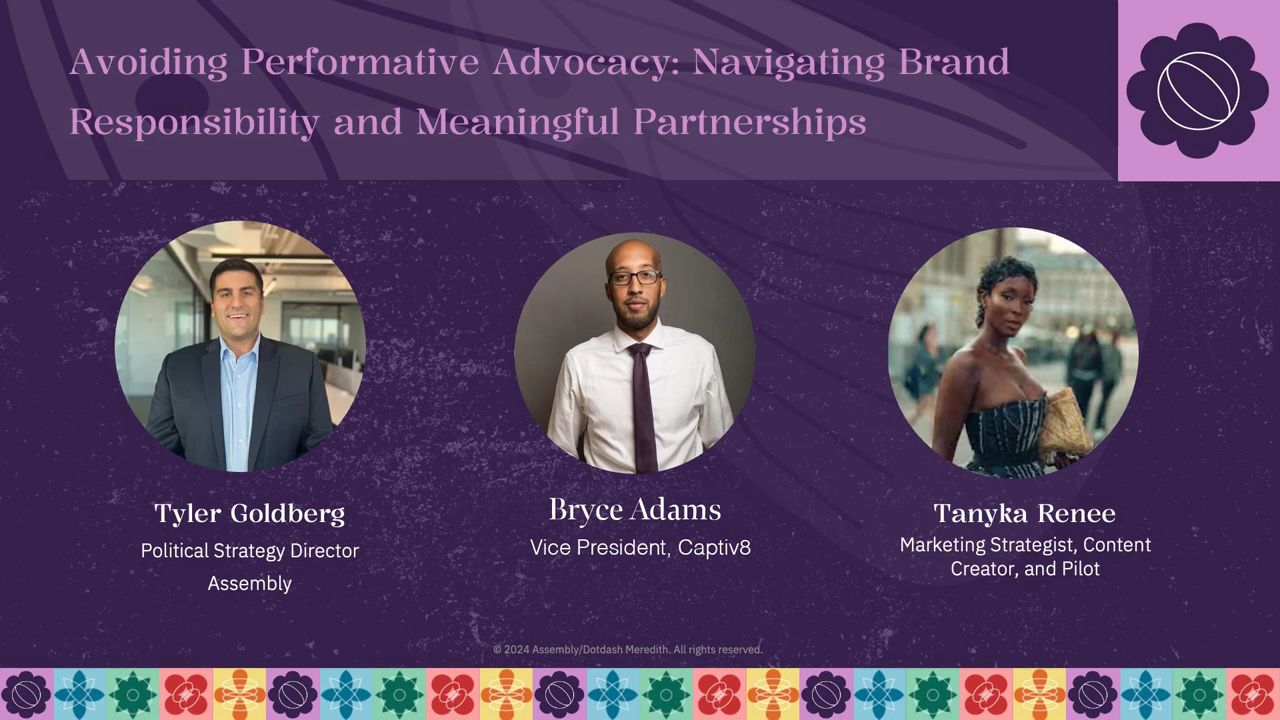 Avoiding Performative Advocacy: Navigating Brand
Responsibility and Meaningful Partnerships
Tyler Goldberg
Political Strategy Director
Assembly
Bryce Adams
Vice President, Captiv8
Tanyka Renee
Marketing Strategist, Content
Creator, and Pilot
© 2024 Assembly/Dotdash Meredith. All rights reserved.